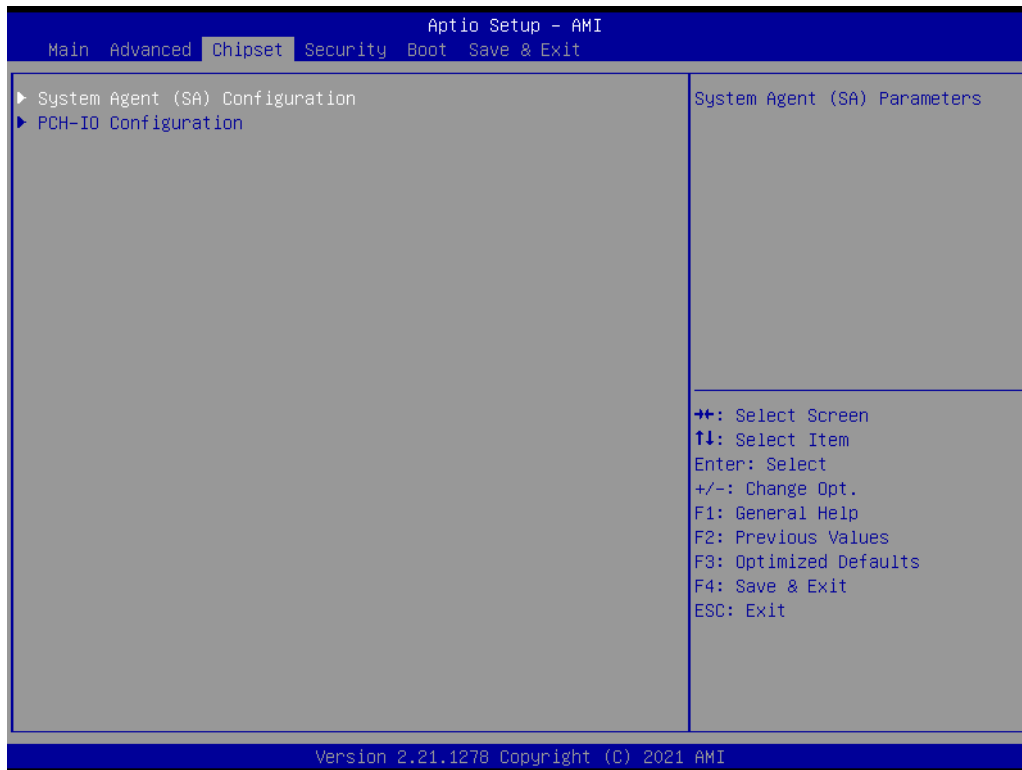 Aptio Setup – AMI
Main Advanced Chipset Security Boot Save & Exit
System Agent (SA) Configuration
PCH-IO Configuration
System Agent (SA) Parameters
→←: Select Screen
↑↓: Select Item
Enter: Select
+/-: Change Opt.
F1: General Help
F2: Previous Values
F3: Optimized Defaults
F4: Save & Exit
ESC: Exit
Version 2.21.1278 Copyright (C) 2021 AMI